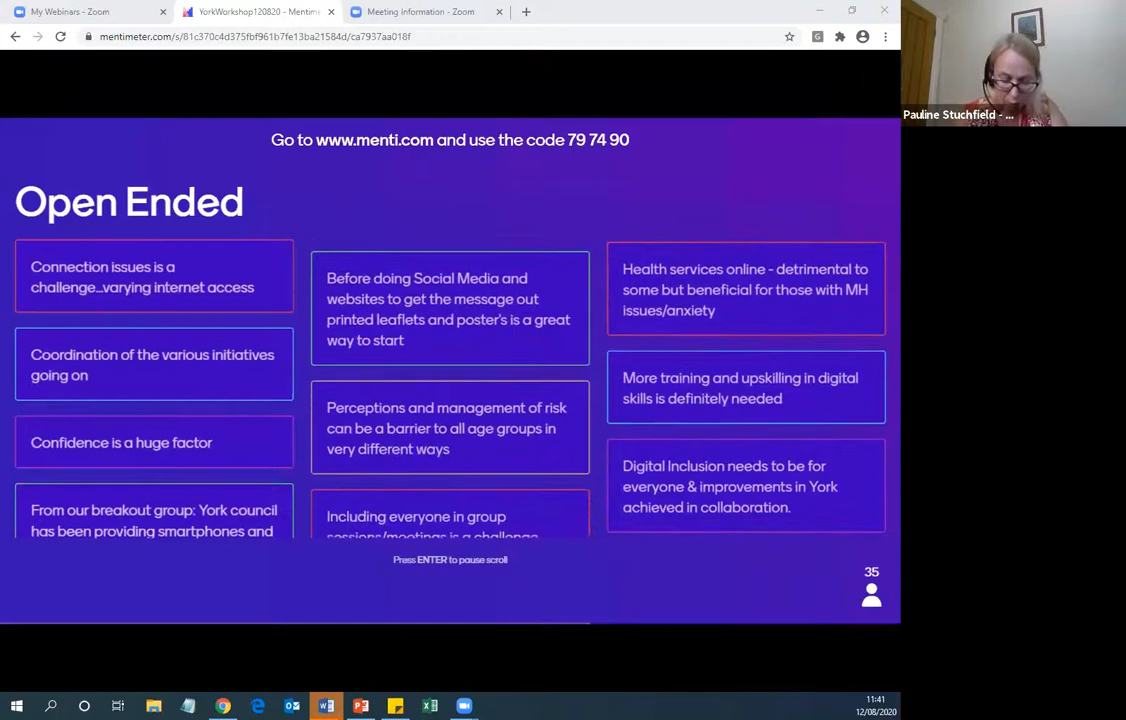 My Webinars - Zoom
YorkWorkshop120820 - Mentime
Meeting Information - Zoom
mentimeter.com/s/81c370c4d375fbf961b7fe13ba21584d/ca7937aa018f
Pauline Stuchfield - ...
Go to www.menti.com and use the code 79 74 90
Open Ended
Connection issues is a
challenge...varying internet access
Coordination of the various initiatives
going on
Confidence is a huge factor
From our breakout group: York council
has been providing smartphones and
Before doing Social Media and
websites to get the message out
printed leaflets and poster's is a great
way to start
Perceptions and management of risk
can be a barrier to all age groups in
very different ways
Including everyone in group
sessions/meetings is a challenge
Health services online - detrimental to
some but beneficial for those with MH
issues/anxiety
More training and upskilling in digital
skills is definitely needed
Digital Inclusion needs to be for
everyone & improvements in York
achieved in collaboration.
Press ENTER to pause scroll
35
11:41
12/08/2020